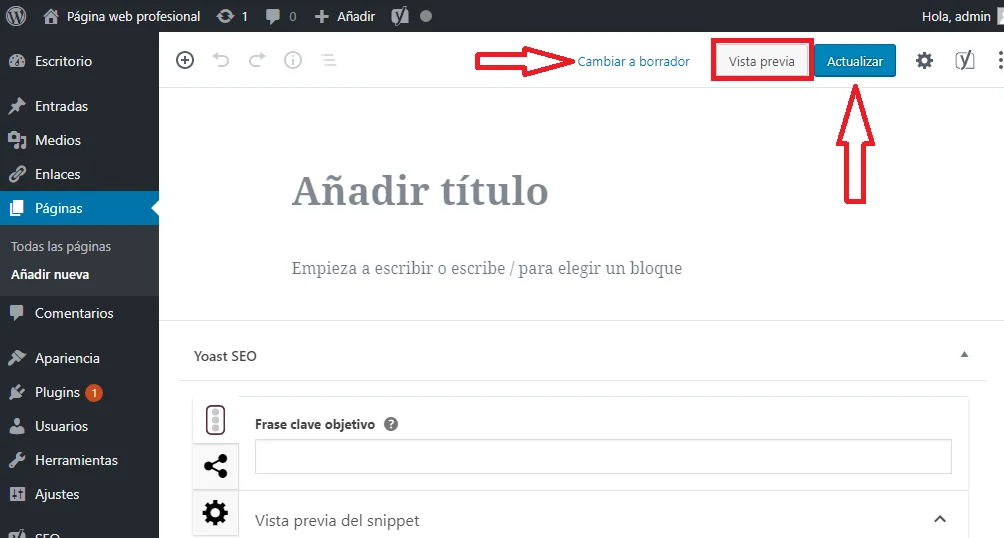 Página web profesional 1 0 Añadir Hola, admin
Escritorio
Cambiar a borrador Vista previa Actualizar
Entradas
Medios
Enlaces
Páginas
Todas las páginas
Añadir nueva
Comentarios
Apariencia
Plugins 1
Usuarios
Herramientas
Ajustes
SEO
Añadir título
Empieza a escribir o escribe / para elegir un bloque
Yoast SEO
Frase clave objetivo ?
Vista previa del snippet